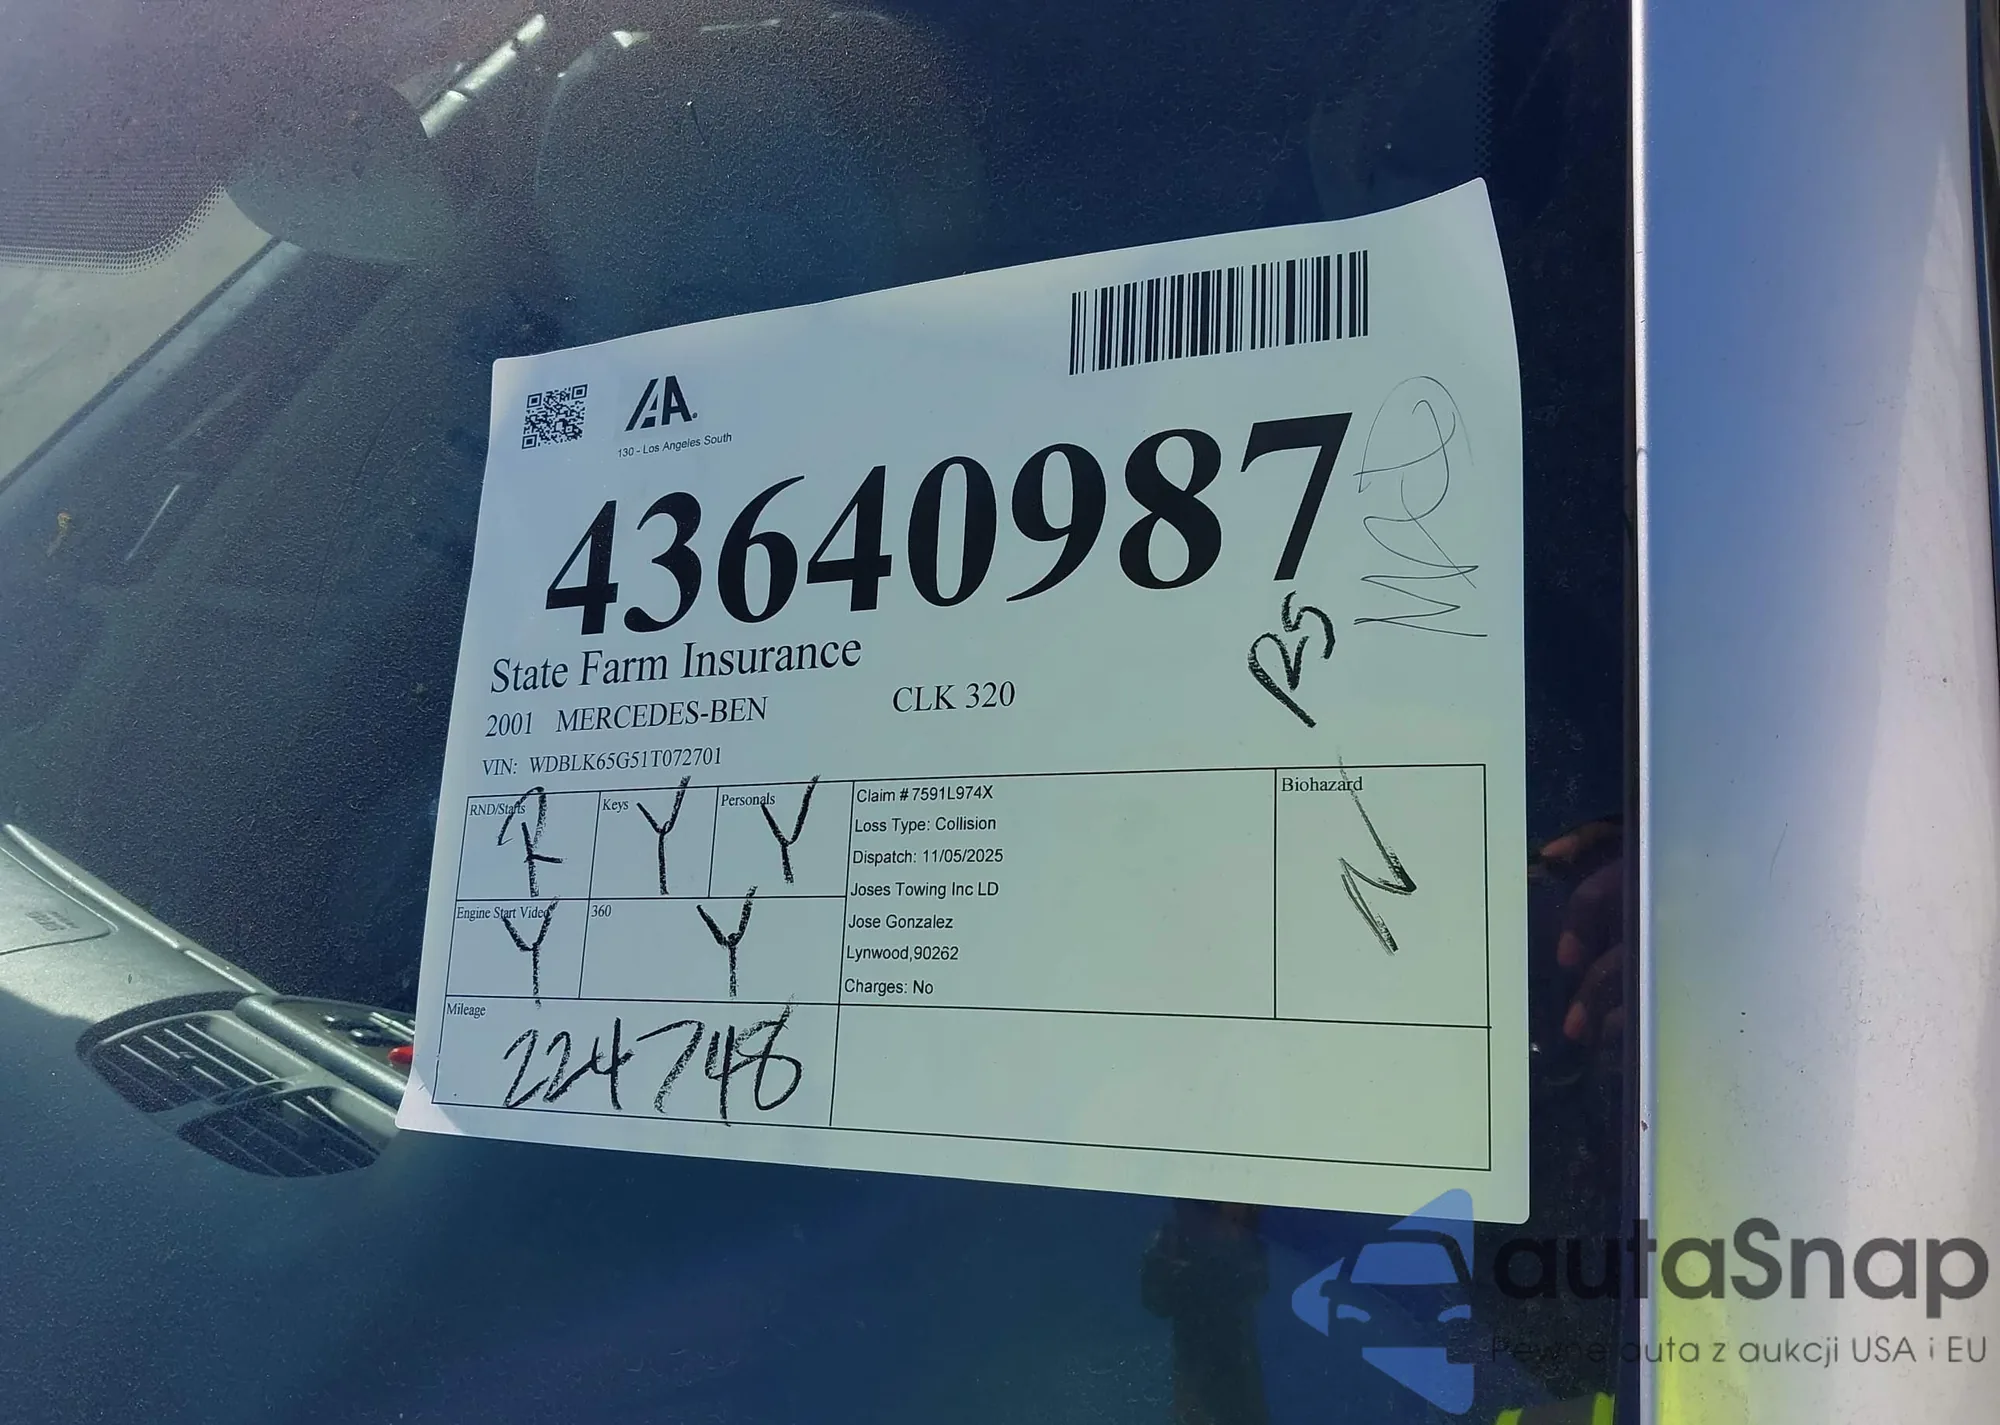 IAA
130 - Los Angeles South
43640987
State Farm Insurance
2001 MERCEDES-BEN CLK 320
VIN: WDBLK65G51T072701
RND/Starts R
Keys Y
Personals Y
Engine Start Video Y
360 Y
Mileage
224748
Claim # 7591L974X
Loss Type: Collision
Dispatch: 11/05/2025
Joses Towing Inc LD
Jose Gonzalez
Lynwood,90262
Charges: No
Biohazard
N
autaSnap
Pewne auta z aukcji USA i EU